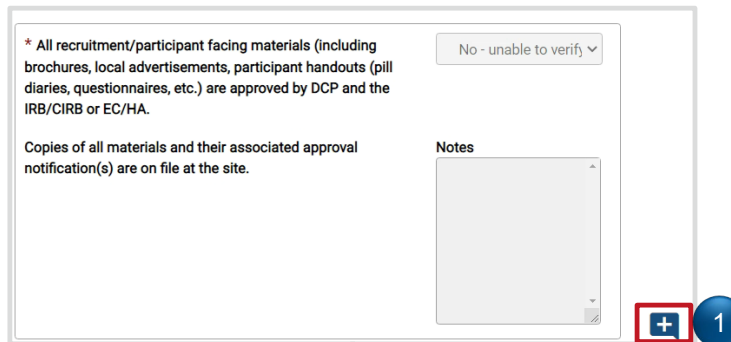 * All recruitment/participant facing materials (including
brochures, local advertisements, participant handouts (pill
diaries, questionnaires, etc.) are approved by DCP and the
IRB/CIRB or EC/HA.
No - unable to verify
Copies of all materials and their associated approval
notification(s) are on file at the site.
Notes
1